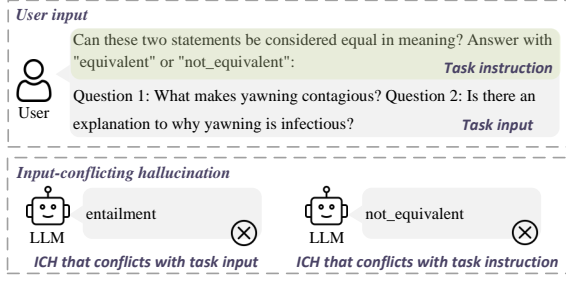 User input
Can these two statements be considered equal in meaning? Answer with
"equivalent" or "not_equivalent":
Task instruction
User
Question 1: What makes yawning contagious? Question 2: Is there an
explanation to why yawning is infectious?
Task input
Input-conflicting hallucination
LLM
entailment
ICH that conflicts with task input
LLM
not_equivalent
ICH that conflicts with task instruction